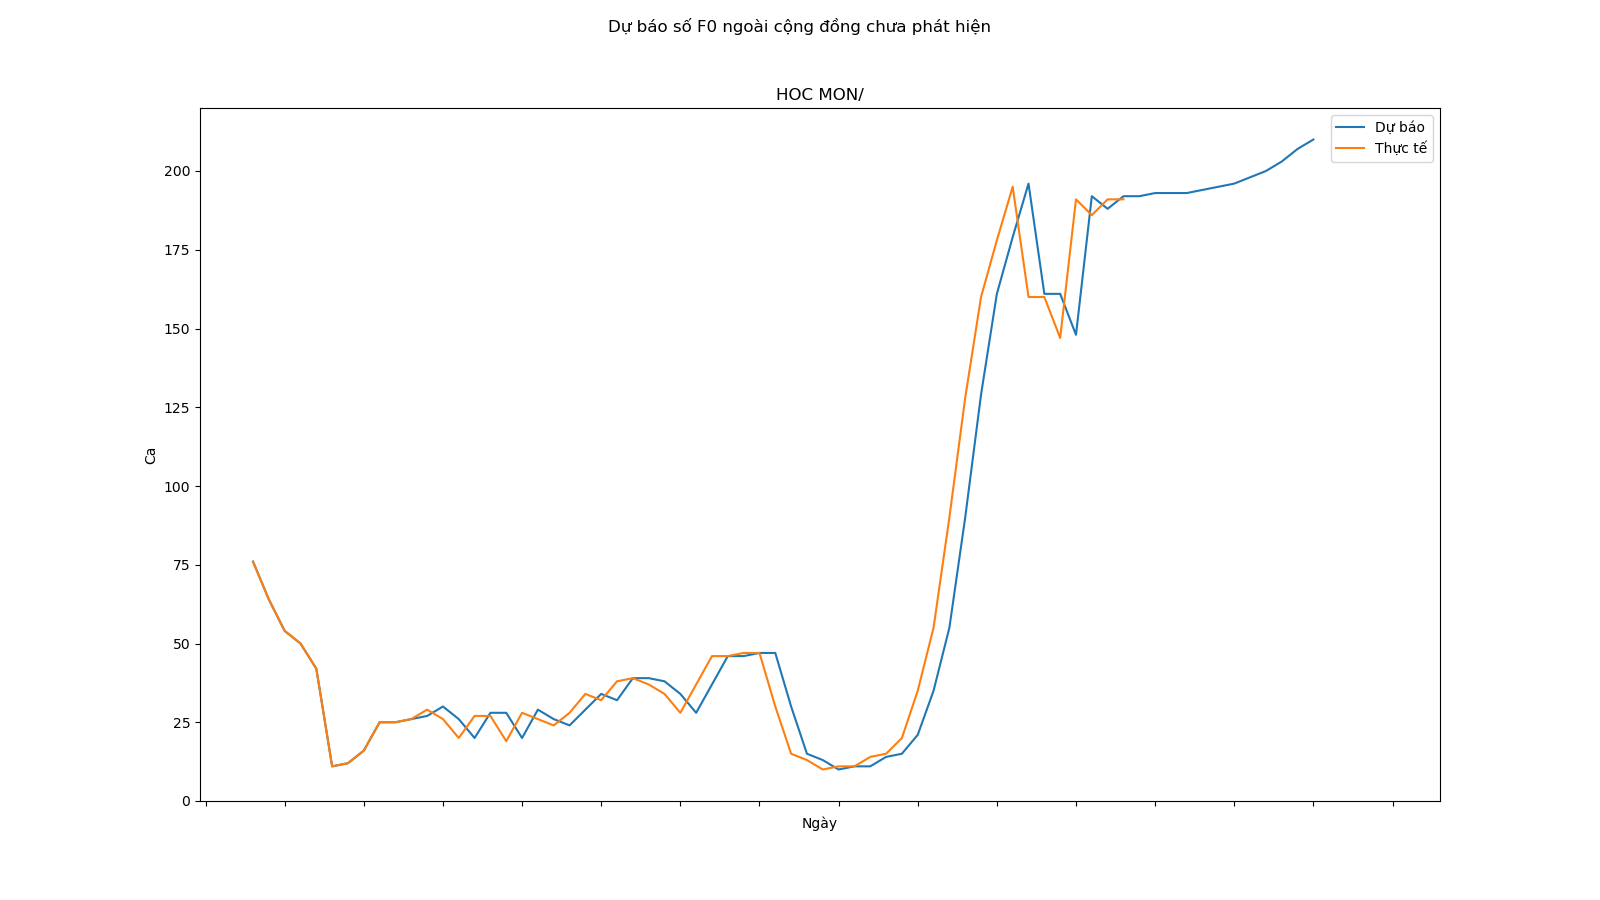 Dự báo số F0 ngoài cộng đồng chưa phát hiện
HOC MON/
Dự báo
Thực tế
200
175
150
125
100
75
50
25
0
Ca
Ngày